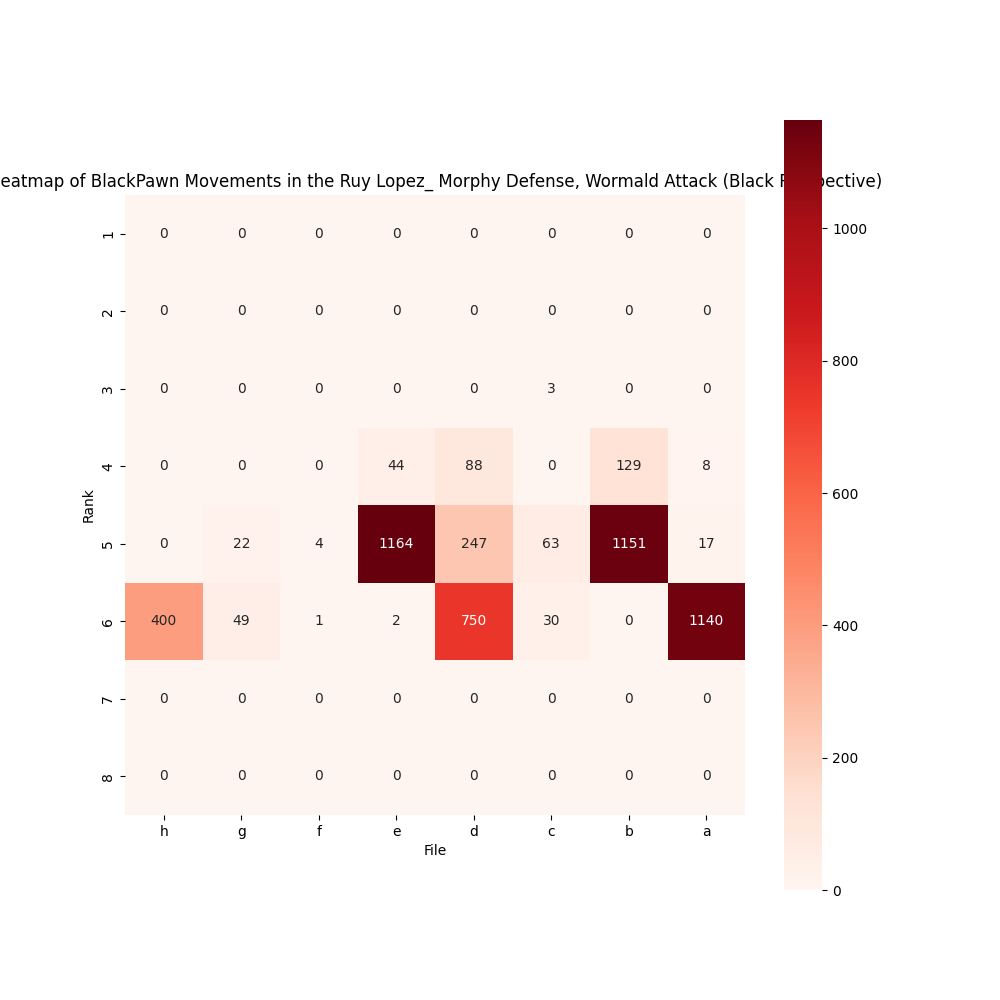 eatmap of BlackPawn Movements in the Ruy Lopez_ Morphy Defense, Wormald Attack (Black pective)
1 0 0 0 0 0 0 0 0
2 0 0 0 0 0 0 0 0
3 0 0 0 0 0 3 0 0
4 0 0 0 44 88 0 129 8
5 0 22 4 1164 247 63 1151 17
6 400 49 1 2 750 30 0 1140
7 0 0 0 0 0 0 0 0
8 0 0 0 0 0 0 0 0
h g f e d c b a
File
Rank
1000
800
600
400
200
0